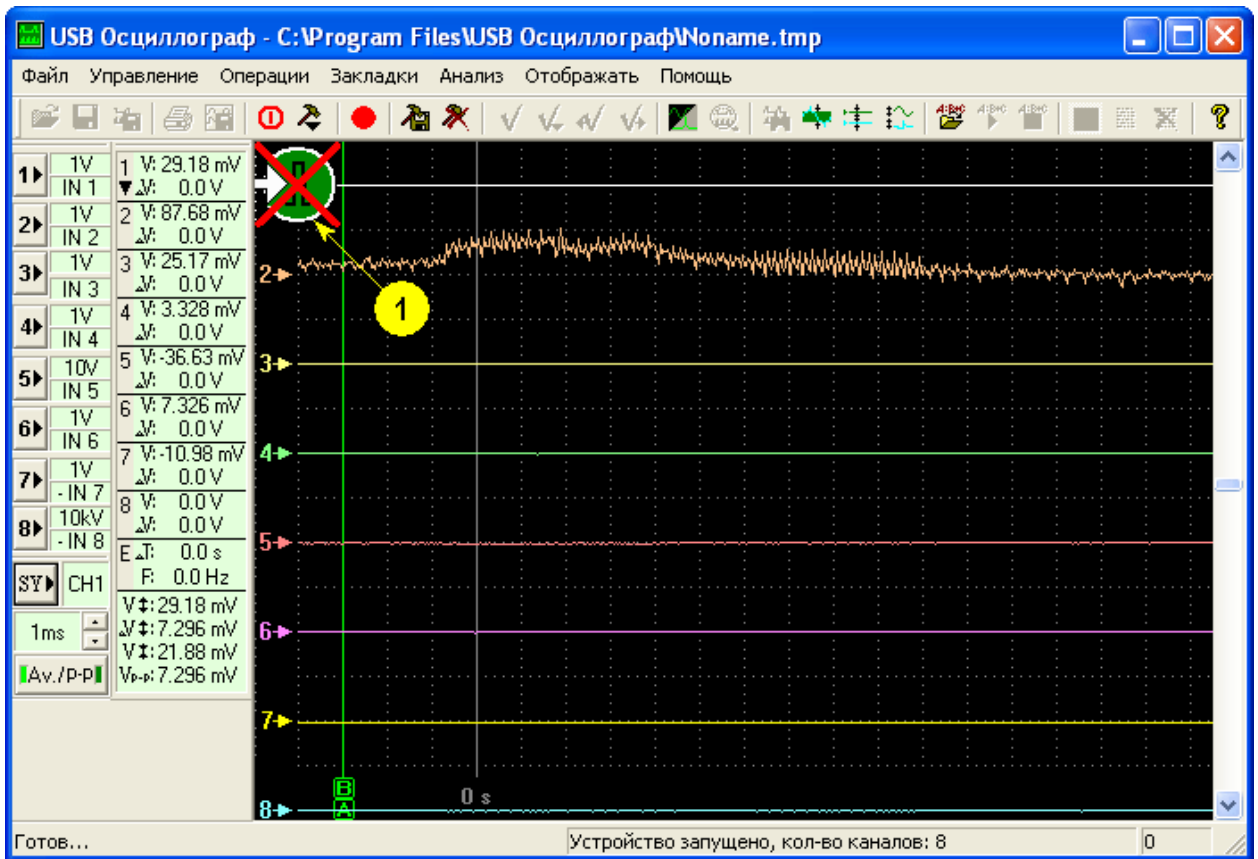 USB Осциллограф - C:\Program Files\USB Осциллограф\Noname.tmp
Файл Управление Операции Закладки Анализ Отображать Помощь
1 1V
IN 1
2 1V
IN 2
3 1V
IN 3
4 1V
IN 4
5 10V
IN 5
6 1V
IN 6
7 1V
- IN 7
8 10kV
- IN 8
SY CH1
1ms
Av./P-P
1 V: 29.18 mV
⊿V: 0.0 V
2 V: 87.68 mV
⊿V: 0.0 V
3 V: 25.17 mV
⊿V: 0.0 V
4 V: 3.328 mV
⊿V: 0.0 V
5 V: -36.63 mV
⊿V: 0.0 V
6 V: 7.326 mV
⊿V: 0.0 V
7 V: -10.98 mV
⊿V: 0.0 V
8 V: 0.0 V
⊿V: 0.0 V
E ⊿T: 0.0 s
F: 0.0 Hz
V↕: 29.18 mV
⊿V↕: 7.296 mV
V↕: 21.88 mV
Vp-p: 7.296 mV
1
2
3
4
5
6
7
8
B
A
0 s
Готов...
Устройство запущено, кол-во каналов: 8
0